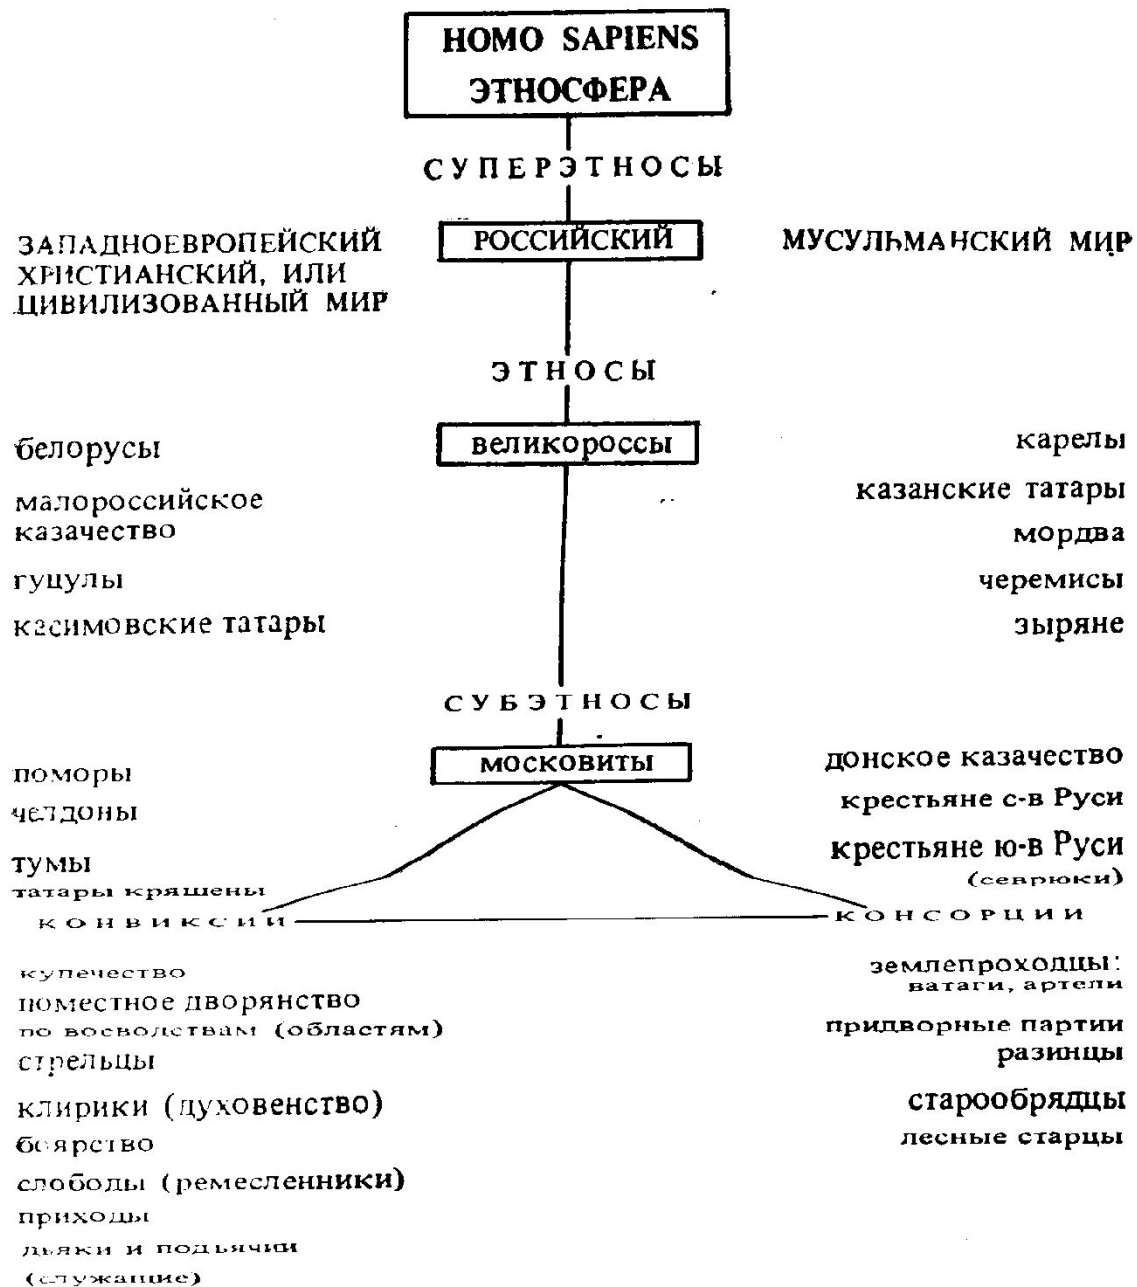 HOMO SAPIENS
ЭТНОСФЕРА
СУПЕРЭТНОСЫ
ЗАПАДНОЕВРОПЕЙСКИЙ
ХРИСТИАНСКИЙ, ИЛИ
ЦИВИЛИЗОВАННЫЙ МИР
РОССИЙСКИЙ
МУСУЛЬМАНСКИЙ МИР
ЭТНОСЫ
белорусы
великороссы
карелы
малороссийское
казачество
казанские татары
мордва
гуцулы
черемисы
касимовские татары
зыряне
СУБЭТНОСЫ
поморы
московиты
донское казачество
челдоны
крестьяне с-в Руси
тумы
крестьяне ю-в Руси
татары кряшены
(севрюки)
КОНВИКСИИ
КОНСОРЦИИ
купечество
поместное дворянство
по воеводствам (областям)
стрельцы
клирики (духовенство)
боярство
слободы (ремесленники)
приходы
дьяки и подьячии
(служащие)
землепроходцы:
ватаги, артели
придворные партии
разинцы
старообрядцы
лесные старцы